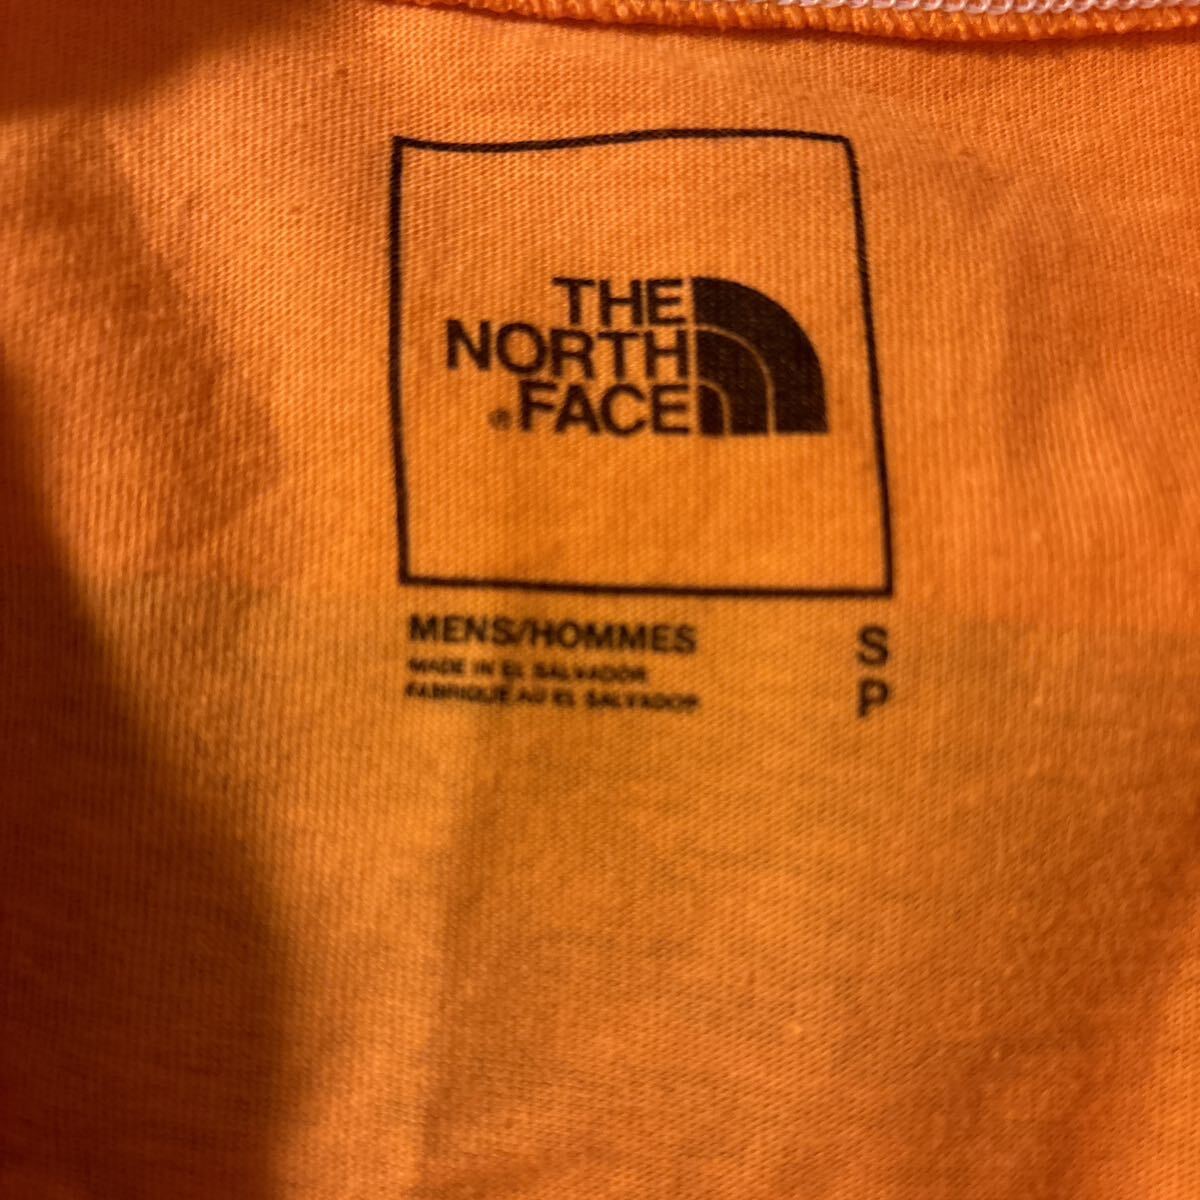 THE
NORTH
®FACE
MENS/HOMMES S
MADE IN EL SALVADOR
FABRIQUÉ AU EL SALVADOR P